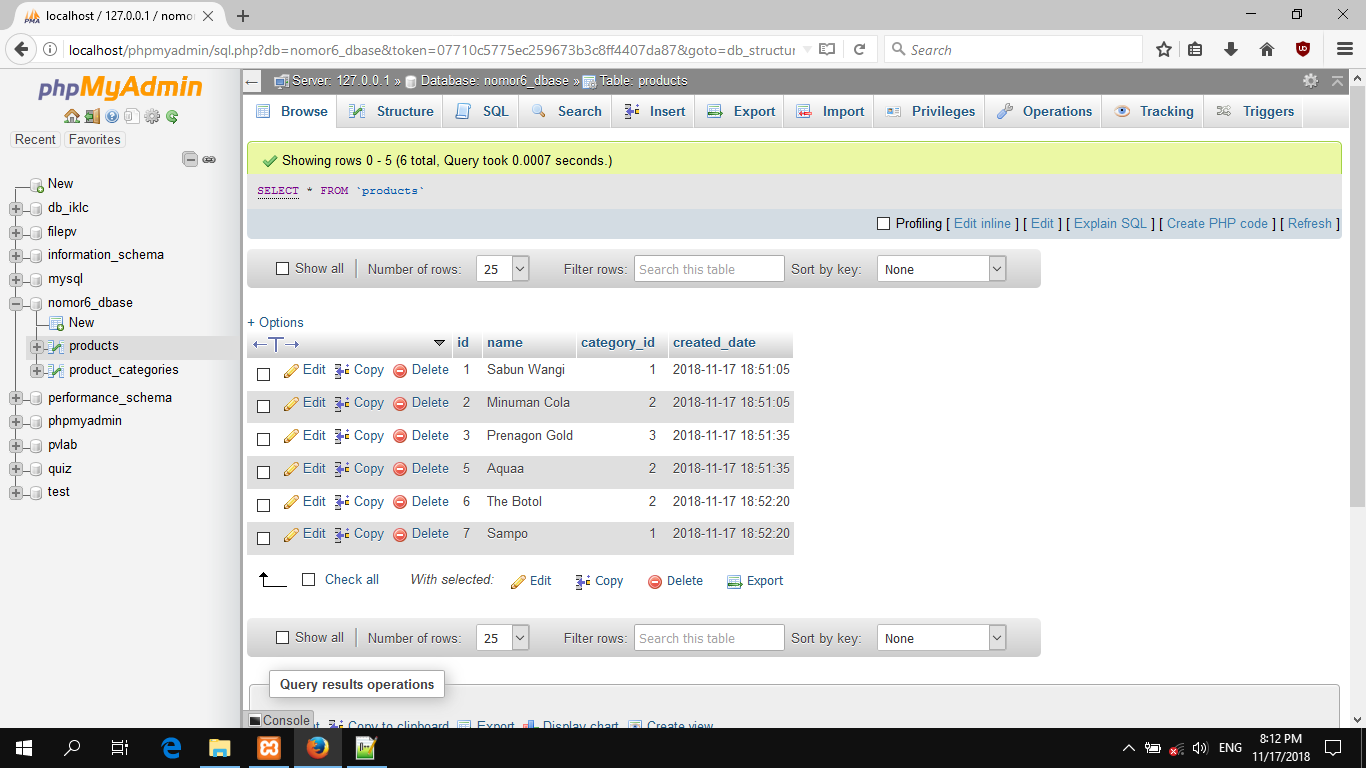 localhost / 127.0.0.1 / nomo
localhost/phpmyadmin/sql.php?db=nomor6_dbase&token=07710c5775ec259673b3c8ff4407da87&goto=db_structur
Search
phpMyAdmin
Recent Favorites
New
db_iklc
filepv
information_schema
mysql
nomor6_dbase
New
products
product_categories
performance_schema
phpmyadmin
pvlab
quiz
test
Server: 127.0.0.1 » Database: nomor6_dbase » Table: products
Browse Structure SQL Search Insert Export Import Privileges Operations Tracking Triggers
Showing rows 0 - 5 (6 total, Query took 0.0007 seconds.)
SELECT * FROM `products`
Profiling [ Edit inline ] [ Edit ] [ Explain SQL ] [ Create PHP code ] [ Refresh ]
Show all Number of rows: 25 Filter rows: Search this table Sort by key: None
+ Options
id name category_id created_date
Edit Copy Delete 1 Sabun Wangi 1 2018-11-17 18:51:05
Edit Copy Delete 2 Minuman Cola 2 2018-11-17 18:51:05
Edit Copy Delete 3 Prenagon Gold 3 2018-11-17 18:51:35
Edit Copy Delete 5 Aquaa 2 2018-11-17 18:51:35
Edit Copy Delete 6 The Botol 2 2018-11-17 18:52:20
Edit Copy Delete 7 Sampo 1 2018-11-17 18:52:20
Check all With selected: Edit Copy Delete Export
Show all Number of rows: 25 Filter rows: Search this table Sort by key: None
Query results operations
Console
Copy to clipboard Export Display chart Create view
ENG
8:12 PM
11/17/2018